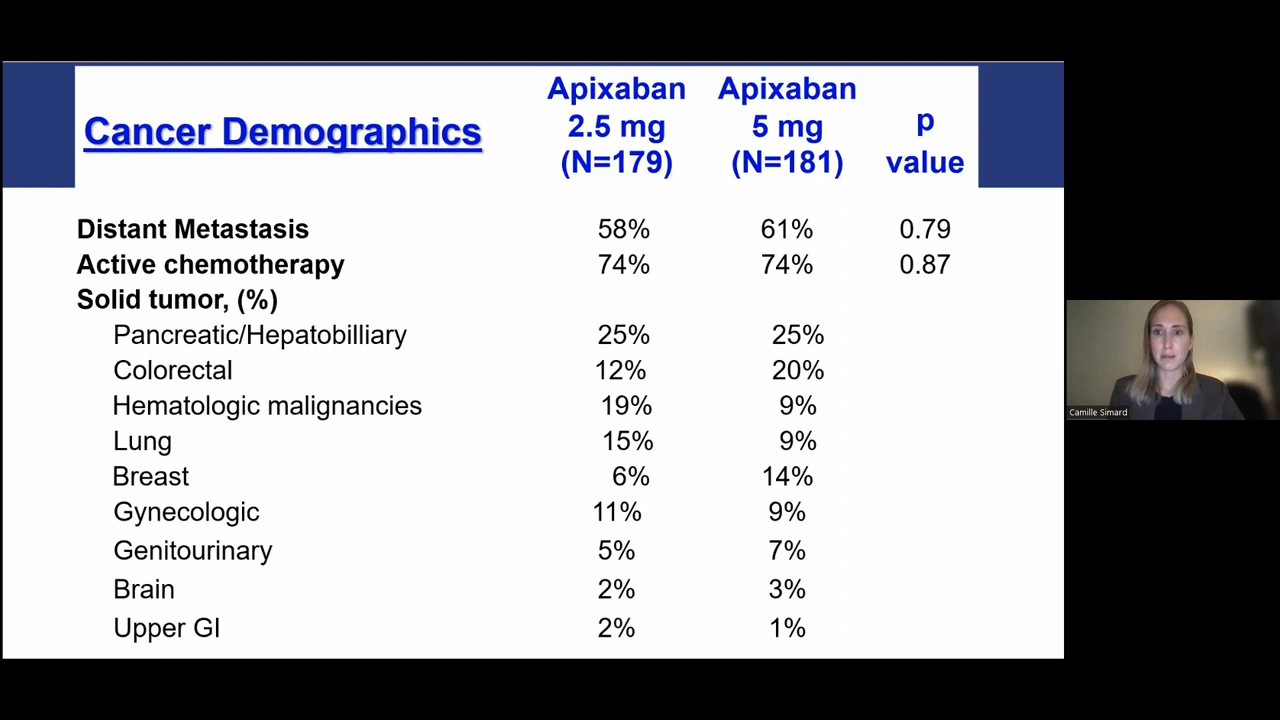 Cancer Demographics
Apixaban 2.5 mg (N=179)
Apixaban 5 mg (N=181)
p value
Distant Metastasis 58% 61% 0.79
Active chemotherapy 74% 74% 0.87
Solid tumor, (%)
Pancreatic/Hepatobilliary 25% 25%
Colorectal 12% 20%
Hematologic malignancies 19% 9%
Lung 15% 9%
Breast 6% 14%
Gynecologic 11% 9%
Genitourinary 5% 7%
Brain 2% 3%
Upper GI 2% 1%
Camille Simard